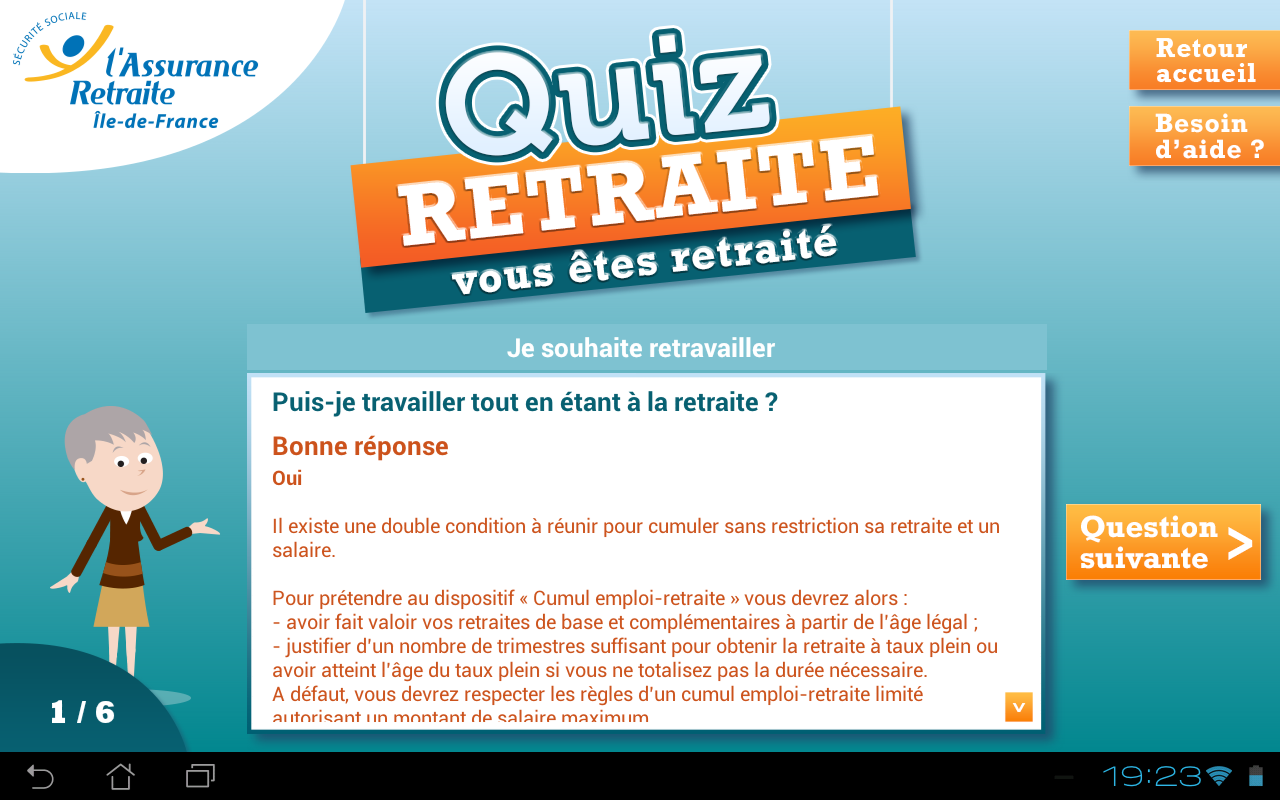 SÉCURITÉ SOCIALE
l'Assurance
Retraite
Île-de-France
Quiz
RETRAITE
vous êtes retraité
Retour
accueil
Besoin
d'aide ?
Je souhaite retravailler
Puis-je travailler tout en étant à la retraite ?
Bonne réponse
Oui
Il existe une double condition à réunir pour cumuler sans restriction sa retraite et un
salaire.
Pour prétendre au dispositif « Cumul emploi-retraite » vous devrez alors :
- avoir fait valoir vos retraites de base et complémentaires à partir de l'âge légal ;
- justifier d'un nombre de trimestres suffisant pour obtenir la retraite à taux plein ou
avoir atteint l'âge du taux plein si vous ne totalisez pas la durée nécessaire.
A défaut, vous devrez respecter les règles d'un cumul emploi-retraite limité
autorisant un montant de salaire maximum
Question
suivante >
1 / 6
19:23